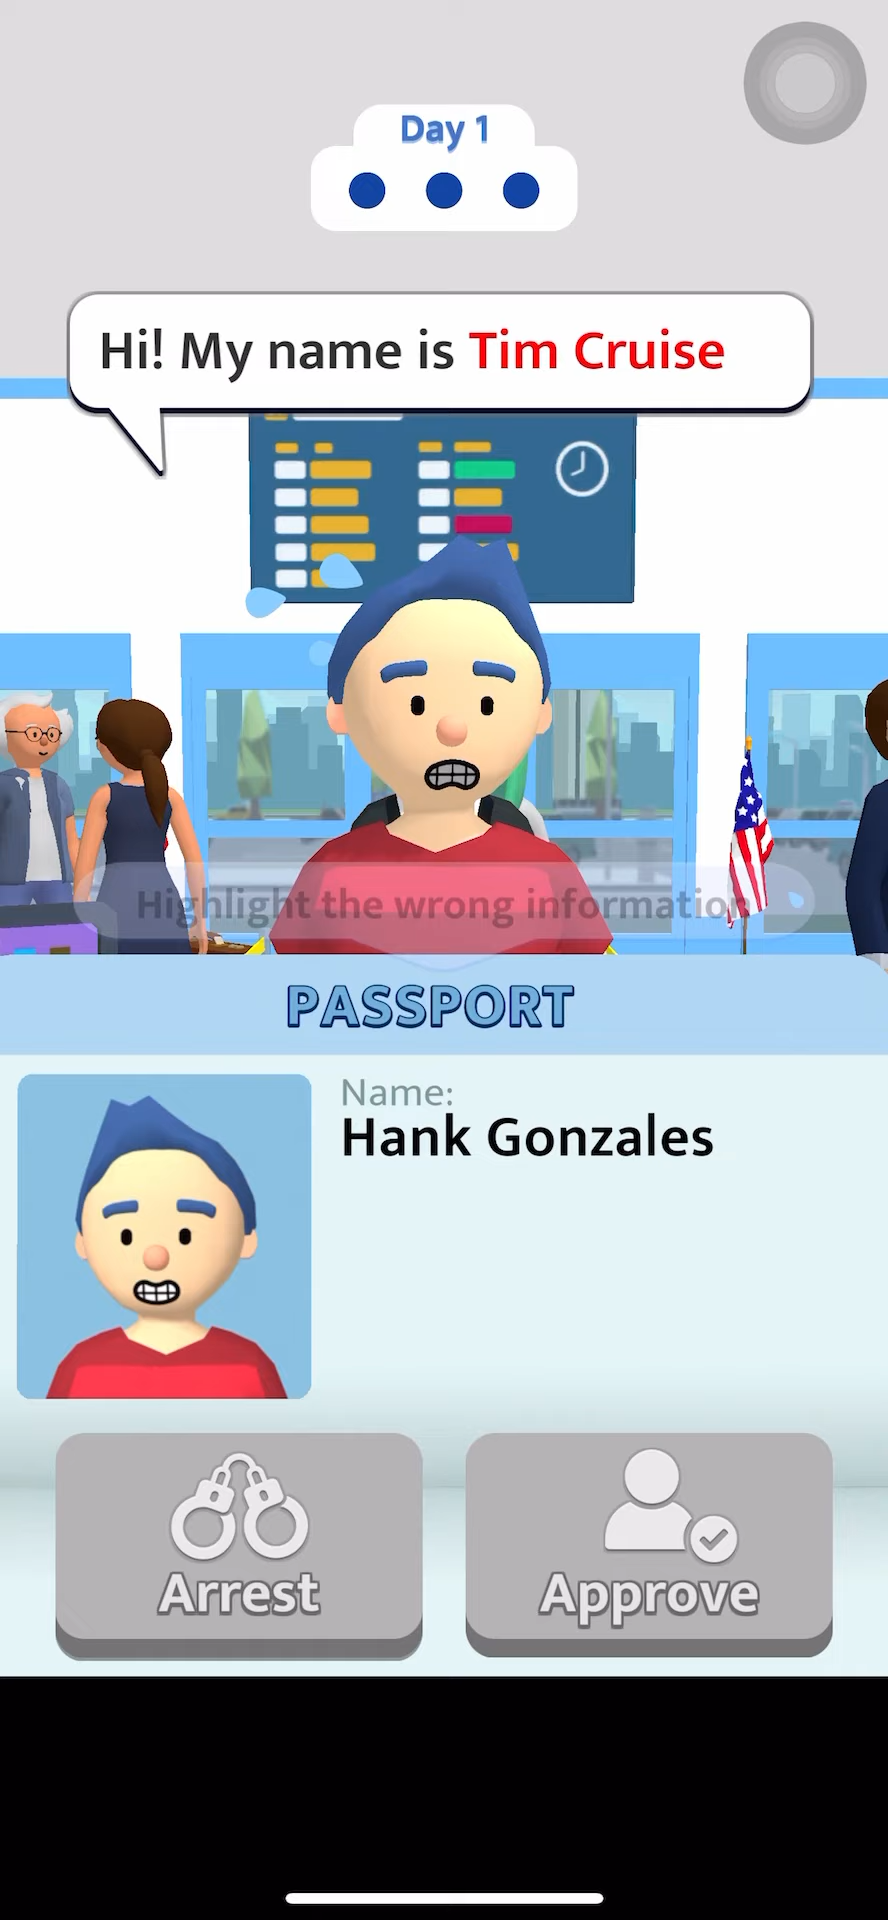 Day 1
Hi! My name is Tim Cruise
Highlight the wrong information
PASSPORT
Name:
Hank Gonzales
Arrest
Approve